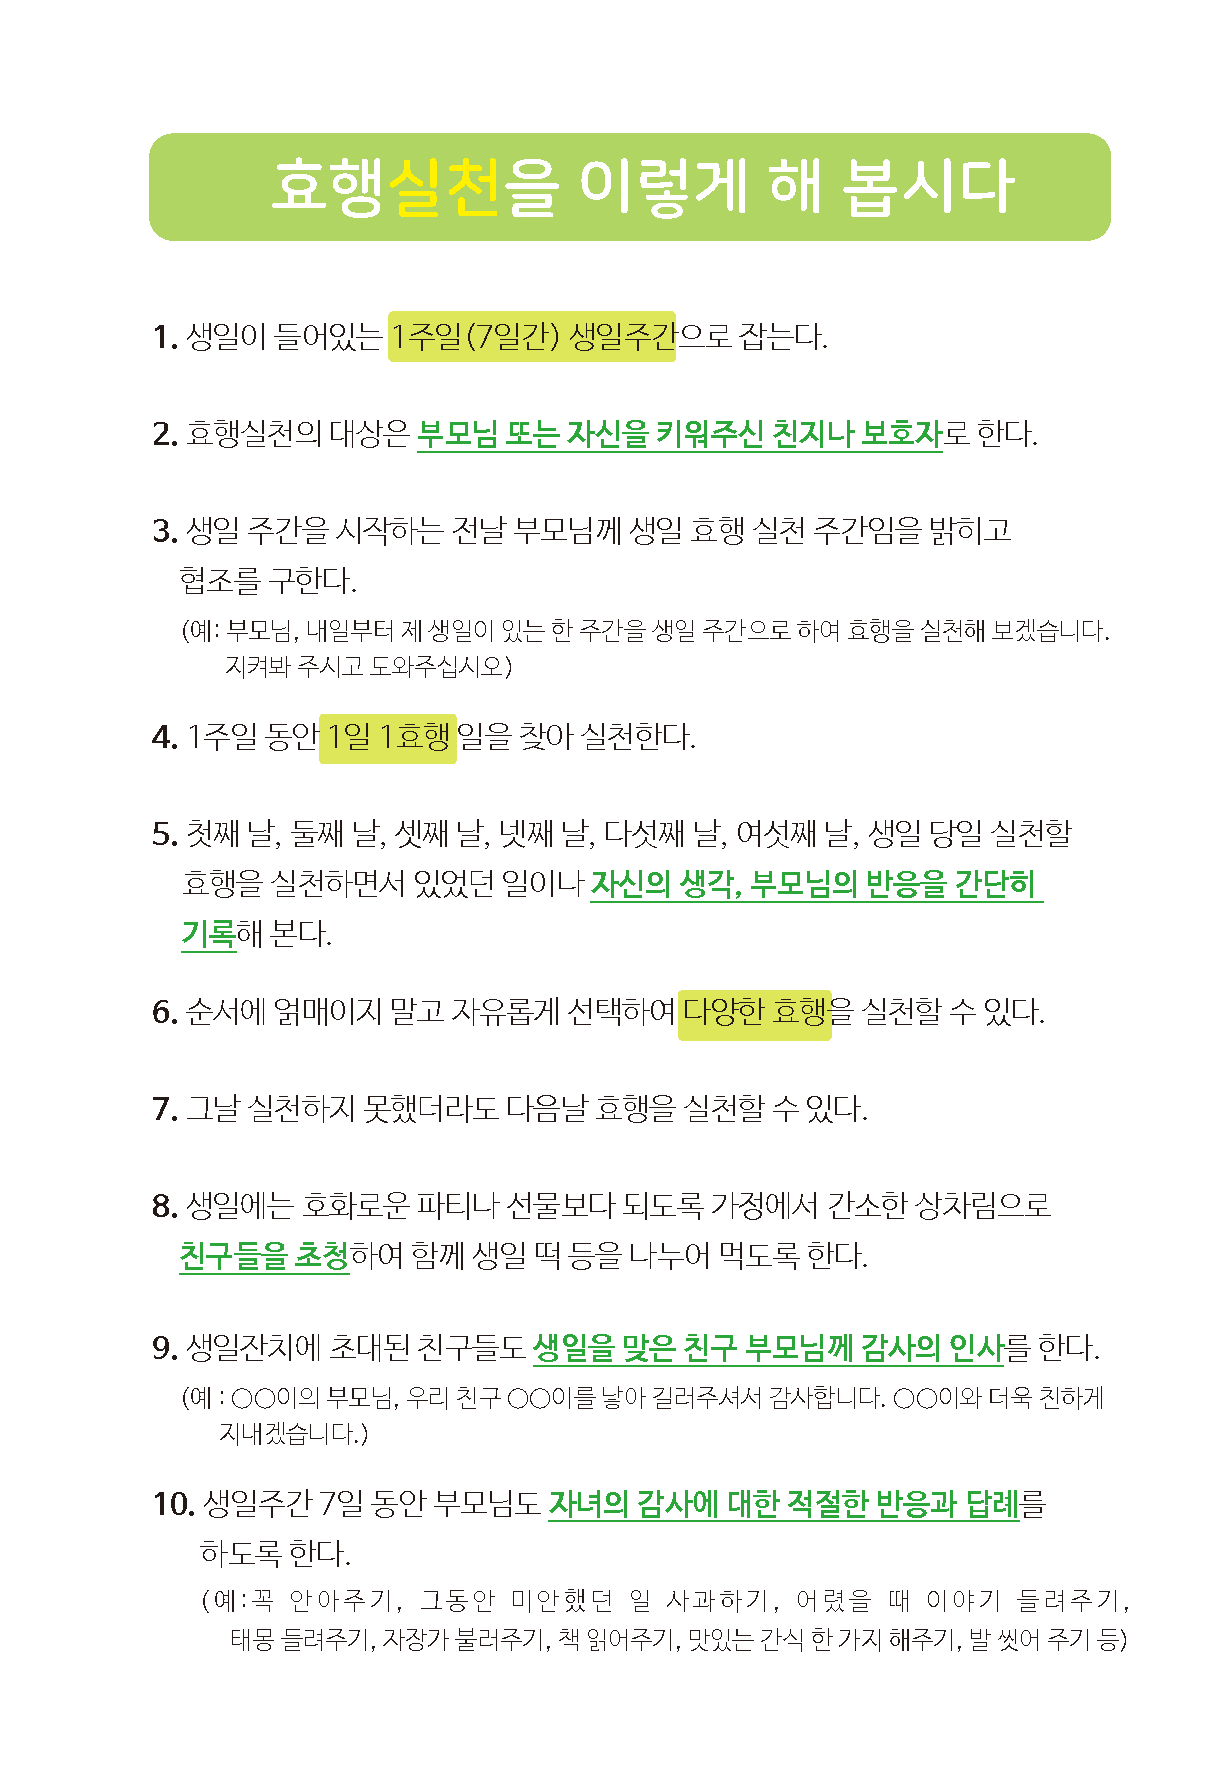 효행실천을 이렇게 해 봅시다
1. 생일이 들어있는 1주일(7일간) 생일주간으로 잡는다.
2. 효행실천의 대상은 부모님 또는 자신을 키워주신 친지나 보호자로 한다.
3. 생일 주간을 시작하는 전날 부모님께 생일 효행 실천 주간임을 밝히고
협조를 구한다.
(예: 부모님, 내일부터 제 생일이 있는 한 주간을 생일 주간으로 하여 효행을 실천해 보겠습니다.
지켜봐 주시고 도와주십시오)
4. 1주일 동안 1일 1효행 일을 찾아 실천한다.
5. 첫째 날, 둘째 날, 셋째 날, 넷째 날, 다섯째 날, 여섯째 날, 생일 당일 실천할
효행을 실천하면서 있었던 일이나 자신의 생각, 부모님의 반응을 간단히
기록해 본다.
6. 순서에 얽매이지 말고 자유롭게 선택하여 다양한 효행을 실천할 수 있다.
7. 그날 실천하지 못했더라도 다음날 효행을 실천할 수 있다.
8. 생일에는 호화로운 파티나 선물보다 되도록 가정에서 간소한 상차림으로
친구들을 초청하여 함께 생일 떡 등을 나누어 먹도록 한다.
9. 생일잔치에 초대된 친구들도 생일을 맞은 친구 부모님께 감사의 인사를 한다.
(예 : ○○이의 부모님, 우리 친구 ○○이를 낳아 길러주셔서 감사합니다. ○○이와 더욱 친하게
지내겠습니다.)
10. 생일주간 7일 동안 부모님도 자녀의 감사에 대한 적절한 반응과 답례를
하도록 한다.
(예:꼭 안아주기, 그동안 미안했던 일 사과하기, 어렸을 때 이야기 들려주기,
태몽 들려주기, 자장가 불러주기, 책 읽어주기, 맛있는 간식 한 가지 해주기, 발 씻어 주기 등)